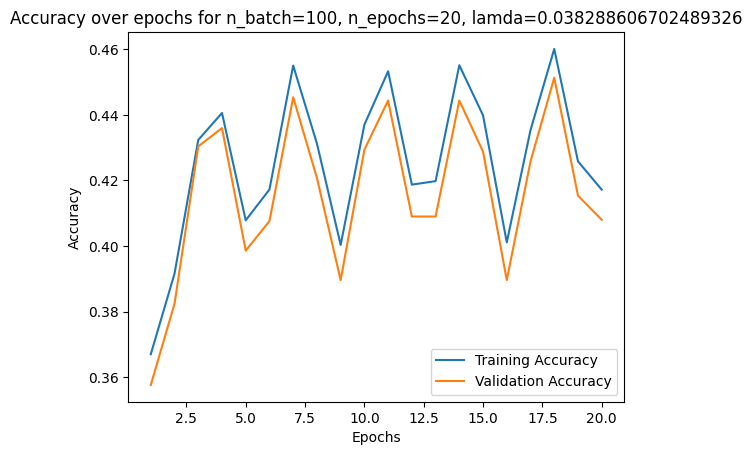 Accuracy over epochs for n_batch=100, n_epochs=20, lamda=0.038288606702489326
0.46
0.44
0.42
0.40
0.38
0.36
Accuracy
Training Accuracy
Validation Accuracy
2.5 5.0 7.5 10.0 12.5 15.0 17.5 20.0
Epochs